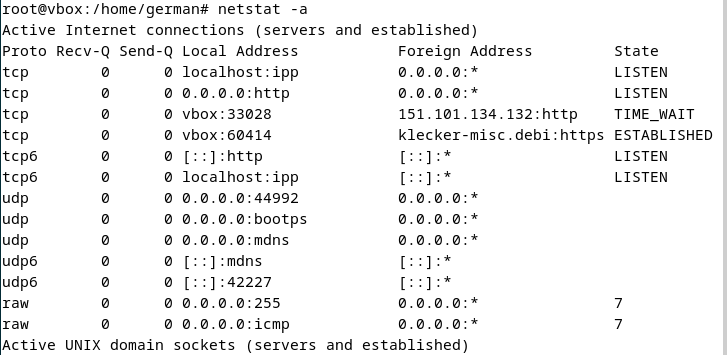 root@vbox:/home/german# netstat -a
Active Internet connections (servers and established)
Proto Recv-Q Send-Q Local Address           Foreign Address         State
tcp        0      0 localhost:ipp           0.0.0.0:*               LISTEN
tcp        0      0 0.0.0.0:http            0.0.0.0:*               LISTEN
tcp        0      0 vbox:33028              151.101.134.132:http    TIME_WAIT
tcp        0      0 vbox:60414              klecker-misc.debi:https ESTABLISHED
tcp6       0      0 [::]:http               [::]:*                  LISTEN
tcp6       0      0 localhost:ipp           [::]:*                  LISTEN
udp        0      0 0.0.0.0:44992           0.0.0.0:*
udp        0      0 0.0.0.0:bootps          0.0.0.0:*
udp        0      0 0.0.0.0:mdns            0.0.0.0:*
udp6       0      0 [::]:mdns               [::]:*
udp6       0      0 [::]:42227              [::]:*
raw        0      0 0.0.0.0:255             0.0.0.0:*               7
raw        0      0 0.0.0.0:icmp            0.0.0.0:*               7
Active UNIX domain sockets (servers and established)